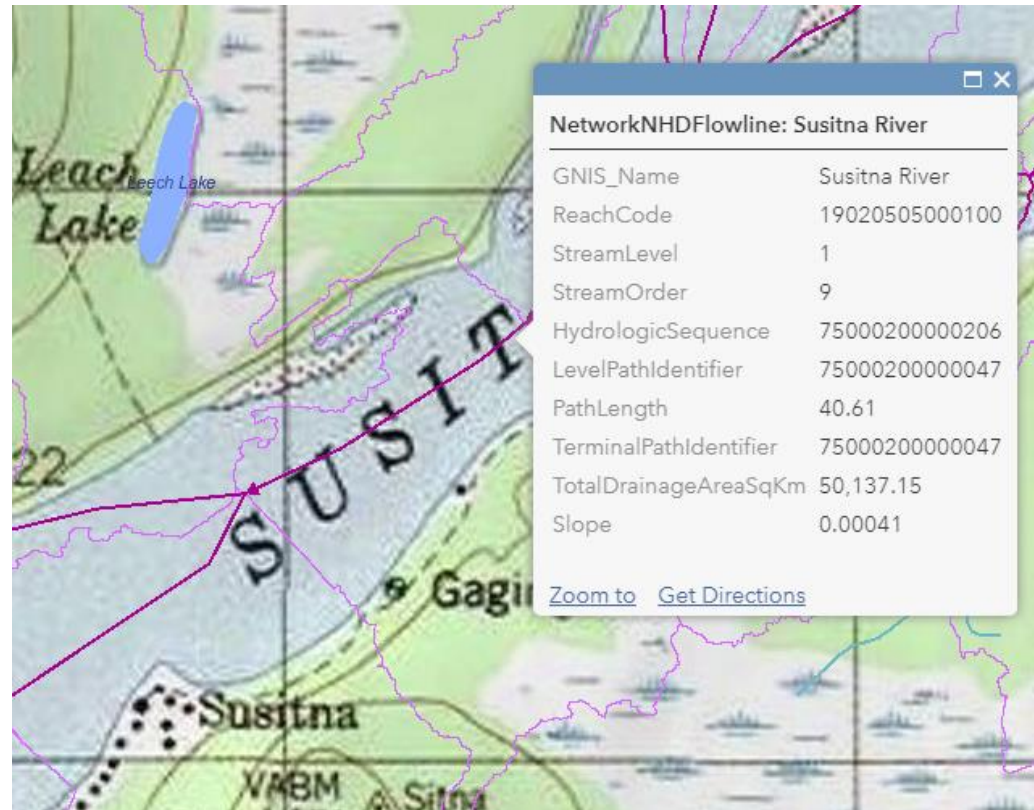 Leach
Lake
Leech Lake
SUSIT
22
Gagi
Susitna
VABM
Sitna
NetworkNHDFlowline: Susitna River
GNIS_Name Susitna River
ReachCode 19020505000100
StreamLevel 1
StreamOrder 9
HydrologicSequence 75000200000206
LevelPathIdentifier 75000200000047
PathLength 40.61
TerminalPathIdentifier 75000200000047
TotalDrainageAreaSqKm 50,137.15
Slope 0.00041
Zoom to Get Directions